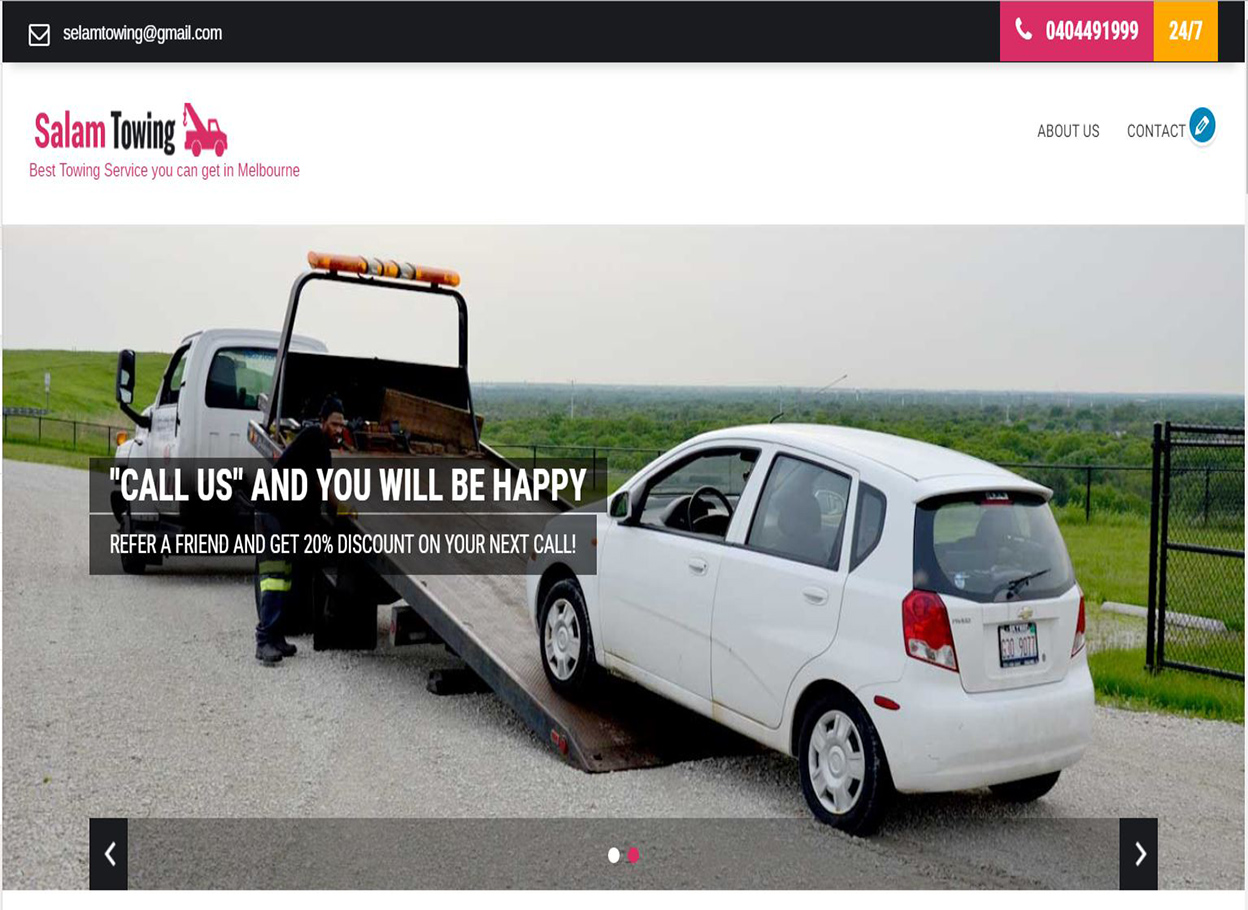 selamtowing@gmail.com
0404491999
24/7
Salam Towing
ABOUT US
CONTACT
Best Towing Service you can get in Melbourne
"CALL US" AND YOU WILL BE HAPPY
REFER A FRIEND AND GET 20% DISCOUNT ON YOUR NEXT CALL!